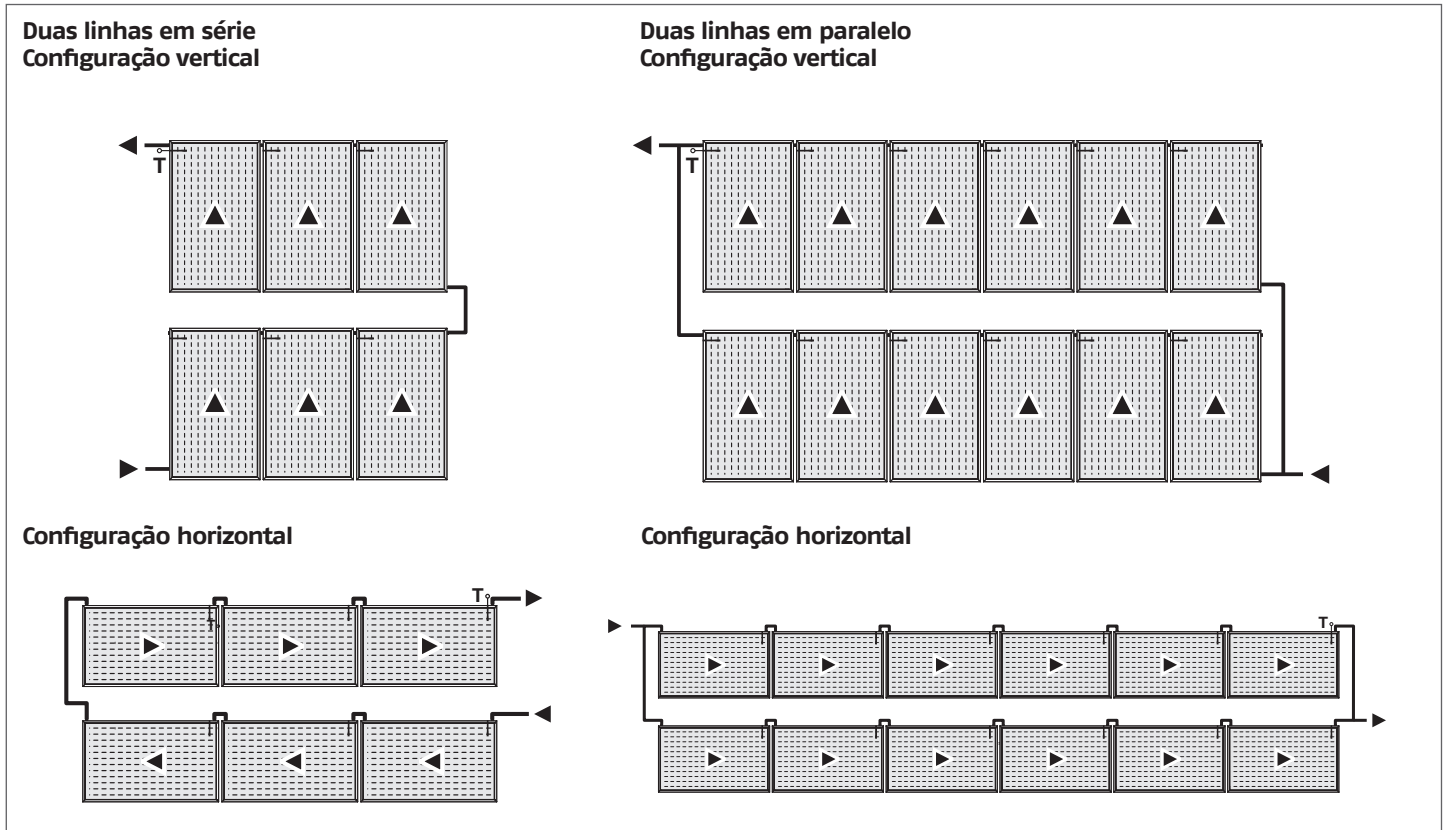 Duas linhas em série
Configuração vertical
Duas linhas em paralelo
Configuração vertical
T
T
Configuração horizontal
Configuração horizontal
T
T
T